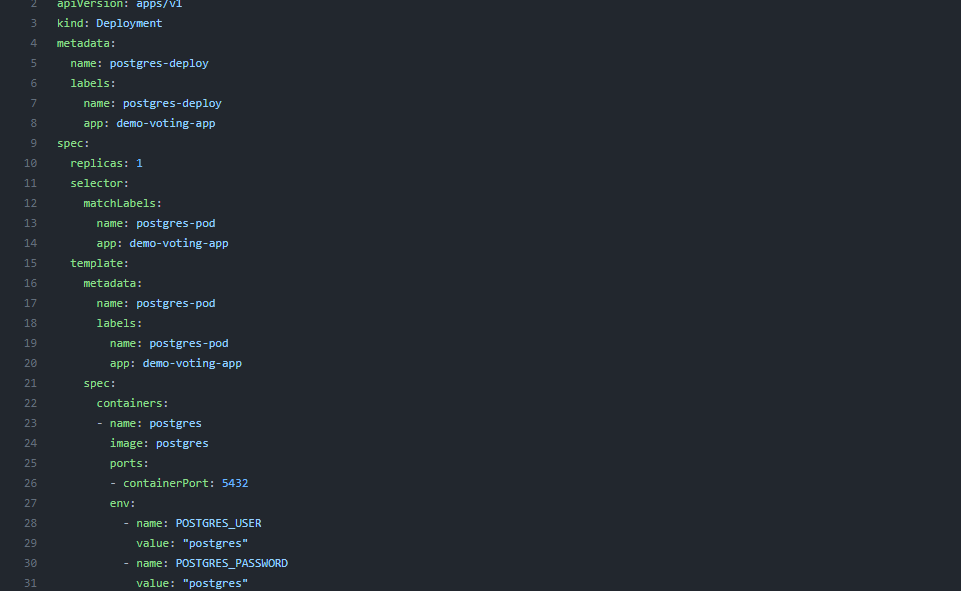 2 apiVersion: apps/v1
3 kind: Deployment
4 metadata:
5   name: postgres-deploy
6   labels:
7     name: postgres-deploy
8     app: demo-voting-app
9 spec:
10   replicas: 1
11   selector:
12     matchLabels:
13       name: postgres-pod
14       app: demo-voting-app
15   template:
16     metadata:
17       name: postgres-pod
18       labels:
19         name: postgres-pod
20         app: demo-voting-app
21     spec:
22       containers:
23       - name: postgres
24         image: postgres
25         ports:
26         - containerPort: 5432
27         env:
28           - name: POSTGRES_USER
29             value: "postgres"
30           - name: POSTGRES_PASSWORD
31             value: "postgres"